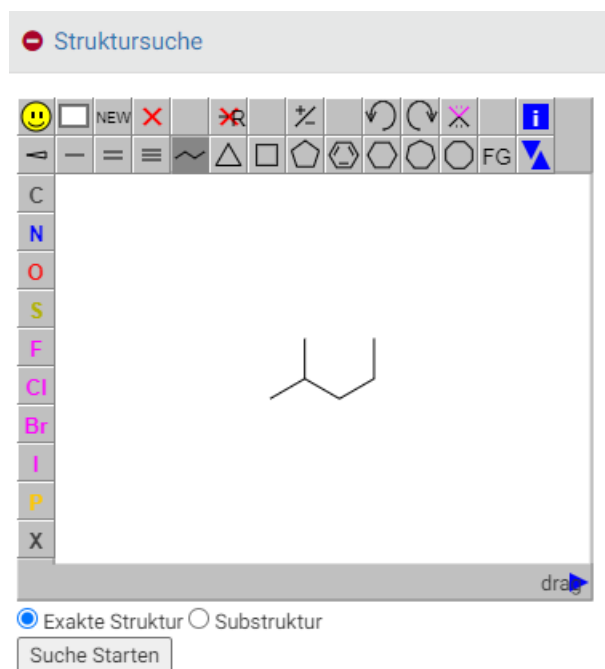 Struktursuche
NEW R +/- i
FG
C
N
O
S
F
Cl
Br
I
P
X
drag
Exakte Struktur Substruktur
Suche Starten